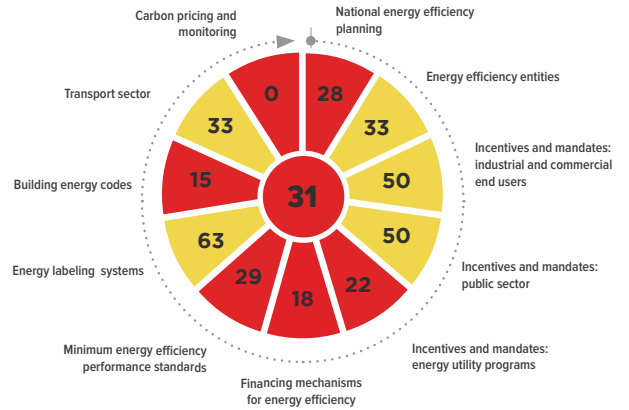 National energy efficiency
planning
28
Energy efficiency entities
33
Incentives and mandates:
industrial and commercial
end users
50
Incentives and mandates:
public sector
50
Incentives and mandates:
energy utility programs
22
Financing mechanisms
for energy efficiency
18
Minimum energy efficiency
performance standards
29
Energy labeling systems
63
Building energy codes
15
Transport sector
33
Carbon pricing and
monitoring
0
31